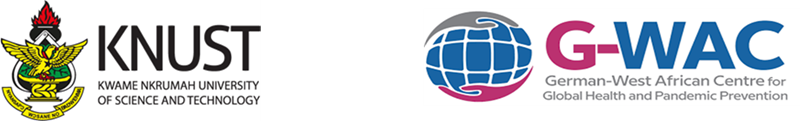 KNUST
KWAME NKRUMAH UNIVERSITY
OF SCIENCE AND TECHNOLOGY
G-WAC
German-West African Centre for
Global Health and Pandemic Prevention